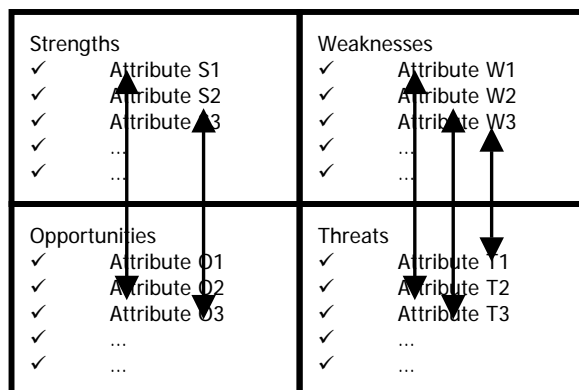 Strengths
✓ Attribute S1
✓ Attribute S2
✓ Attribute S3
✓ ...
✓ ...
Weaknesses
✓ Attribute W1
✓ Attribute W2
✓ Attribute W3
✓ ...
✓ ...
Opportunities
✓ Attribute O1
✓ Attribute O2
✓ Attribute O3
✓ ...
✓ ...
Threats
✓ Attribute T1
✓ Attribute T2
✓ Attribute T3
✓ ...
✓ ...